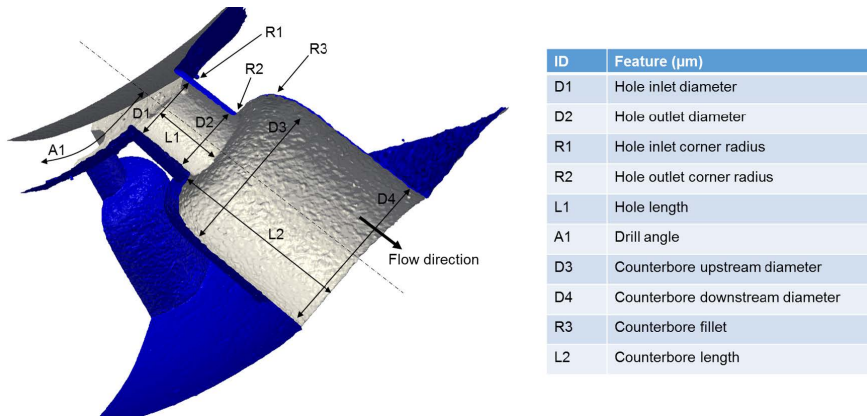 R1
R3
R2
D1
D2
D3
L1
A1
D4
L2
Flow direction
ID Feature (µm)
D1 Hole inlet diameter
D2 Hole outlet diameter
R1 Hole inlet corner radius
R2 Hole outlet corner radius
L1 Hole length
A1 Drill angle
D3 Counterbore upstream diameter
D4 Counterbore downstream diameter
R3 Counterbore fillet
L2 Counterbore length